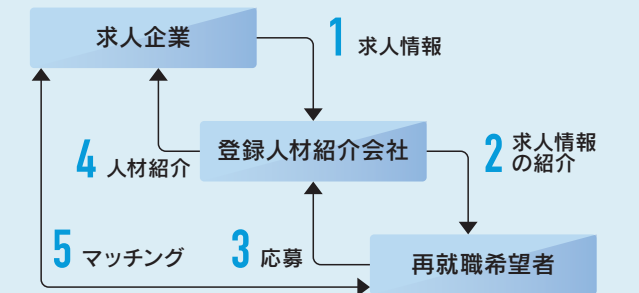 求人企業
1 求人情報
登録人材紹介会社
2 求人情報
の紹介
4 人材紹介
3 応募
再就職希望者
5 マッチング